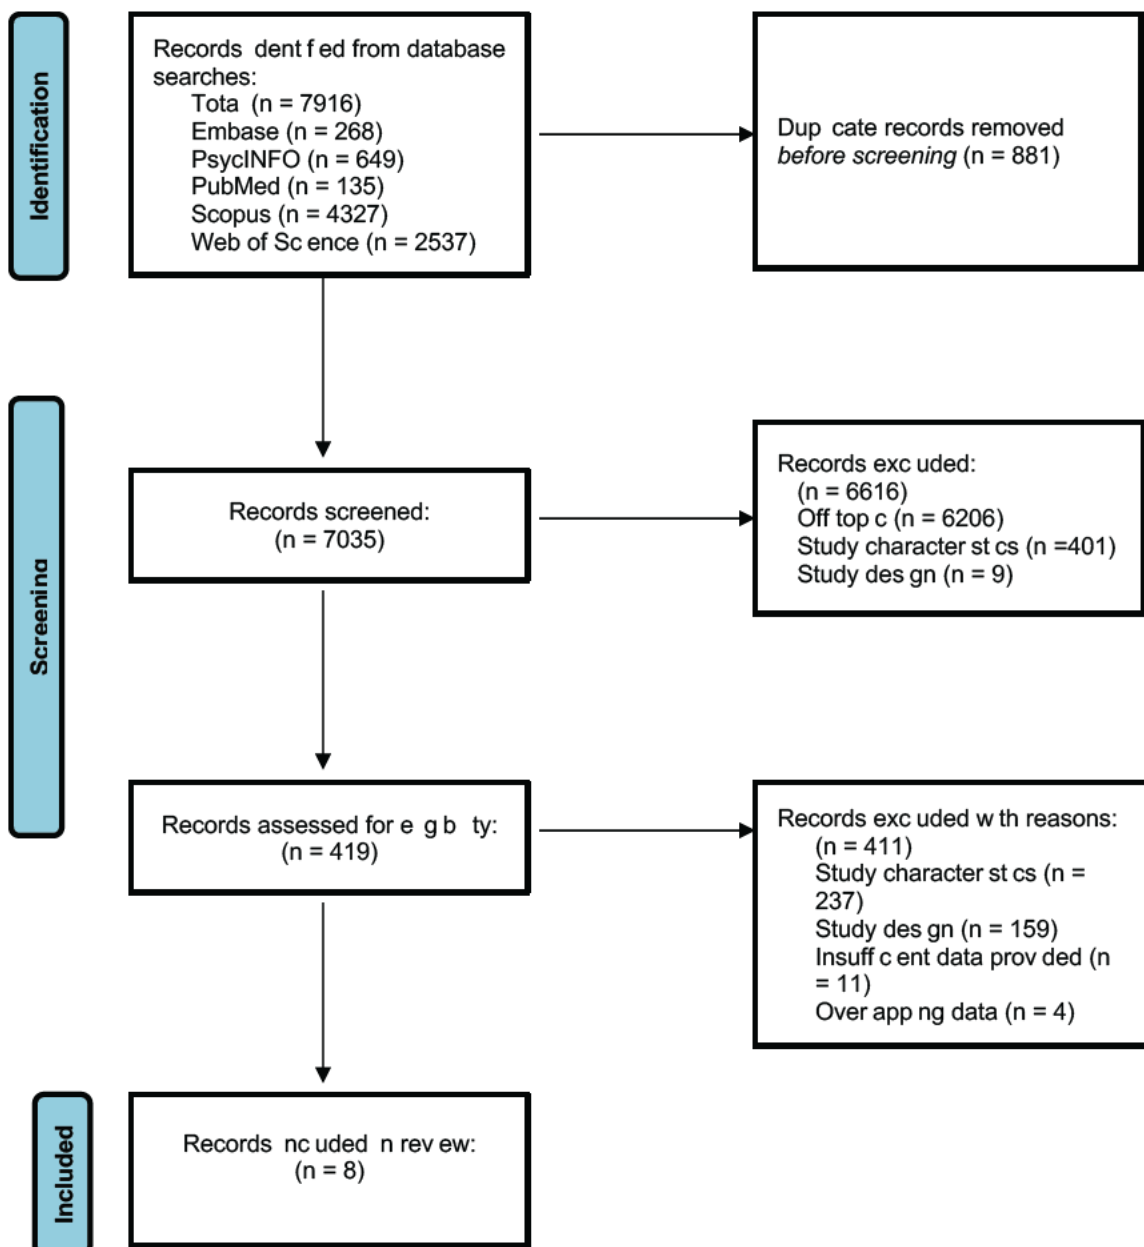 Identification
Records dent f ed from database
searches:
Tota (n = 7916)
Embase (n = 268)
PsycINFO (n = 649)
PubMed (n = 135)
Scopus (n = 4327)
Web of Sc ence (n = 2537)
Dup cate records removed
before screening (n = 881)
Screening
Records screened:
(n = 7035)
Records exc uded:
(n = 6616)
Off top c (n = 6206)
Study character st cs (n =401)
Study des gn (n = 9)
Records assessed for e g b ty:
(n = 419)
Records exc uded w th reasons:
(n = 411)
Study character st cs (n =
237)
Study des gn (n = 159)
Insuff c ent data prov ded (n
= 11)
Over app ng data (n = 4)
Included
Records nc uded n rev ew:
(n = 8)